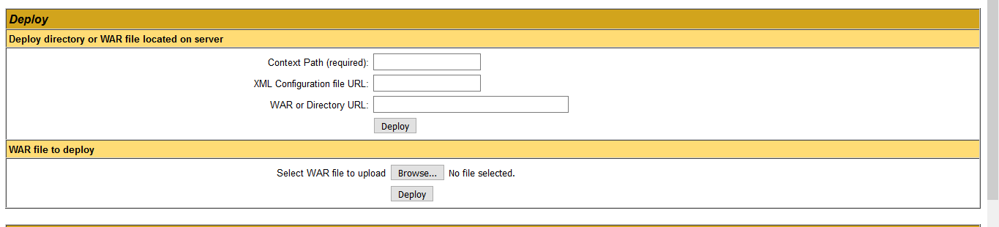 Deploy
Deploy directory or WAR file located on server
Context Path (required):
XML Configuration file URL:
WAR or Directory URL:
Deploy
WAR file to deploy
Select WAR file to upload Browse... No file selected.
Deploy